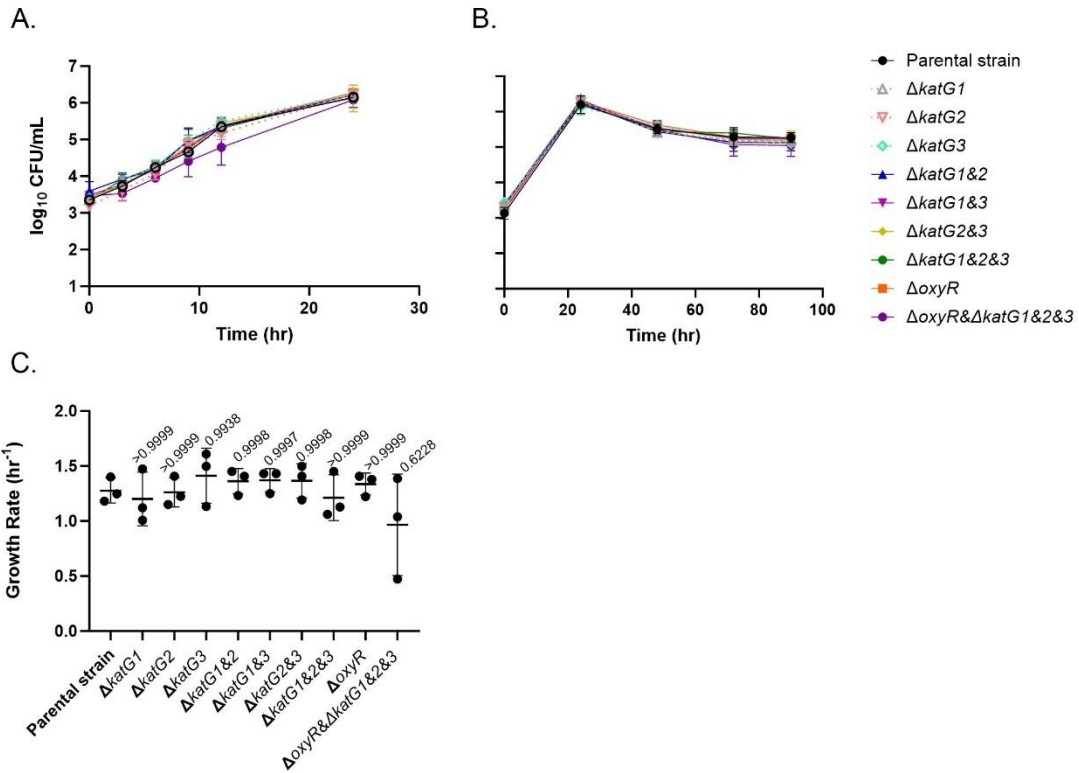 A.
7
6
5
4
3
2
1
log10 CFU/mL
0
10
20
30
Time (hr)
B.
0
20
40
60
80
100
Time (hr)
Parental strain
ΔkatG1
ΔkatG2
ΔkatG3
ΔkatG1&2
ΔkatG1&3
ΔkatG2&3
ΔkatG1&2&3
ΔoxyR
ΔoxyR&ΔkatG1&2&3
C.
2.0
1.5
1.0
0.5
0.0
Growth Rate (hr-1)
>0.9999
>0.9999
0.9938
0.9998
0.9997
0.9998
>0.9999
>0.9999
0.6228
Parental strain
ΔkatG1
ΔkatG2
ΔkatG3
ΔkatG1&2
ΔkatG1&3
ΔkatG2&3
ΔkatG1&2&3
ΔoxyR
ΔoxyR&ΔkatG1&2&3